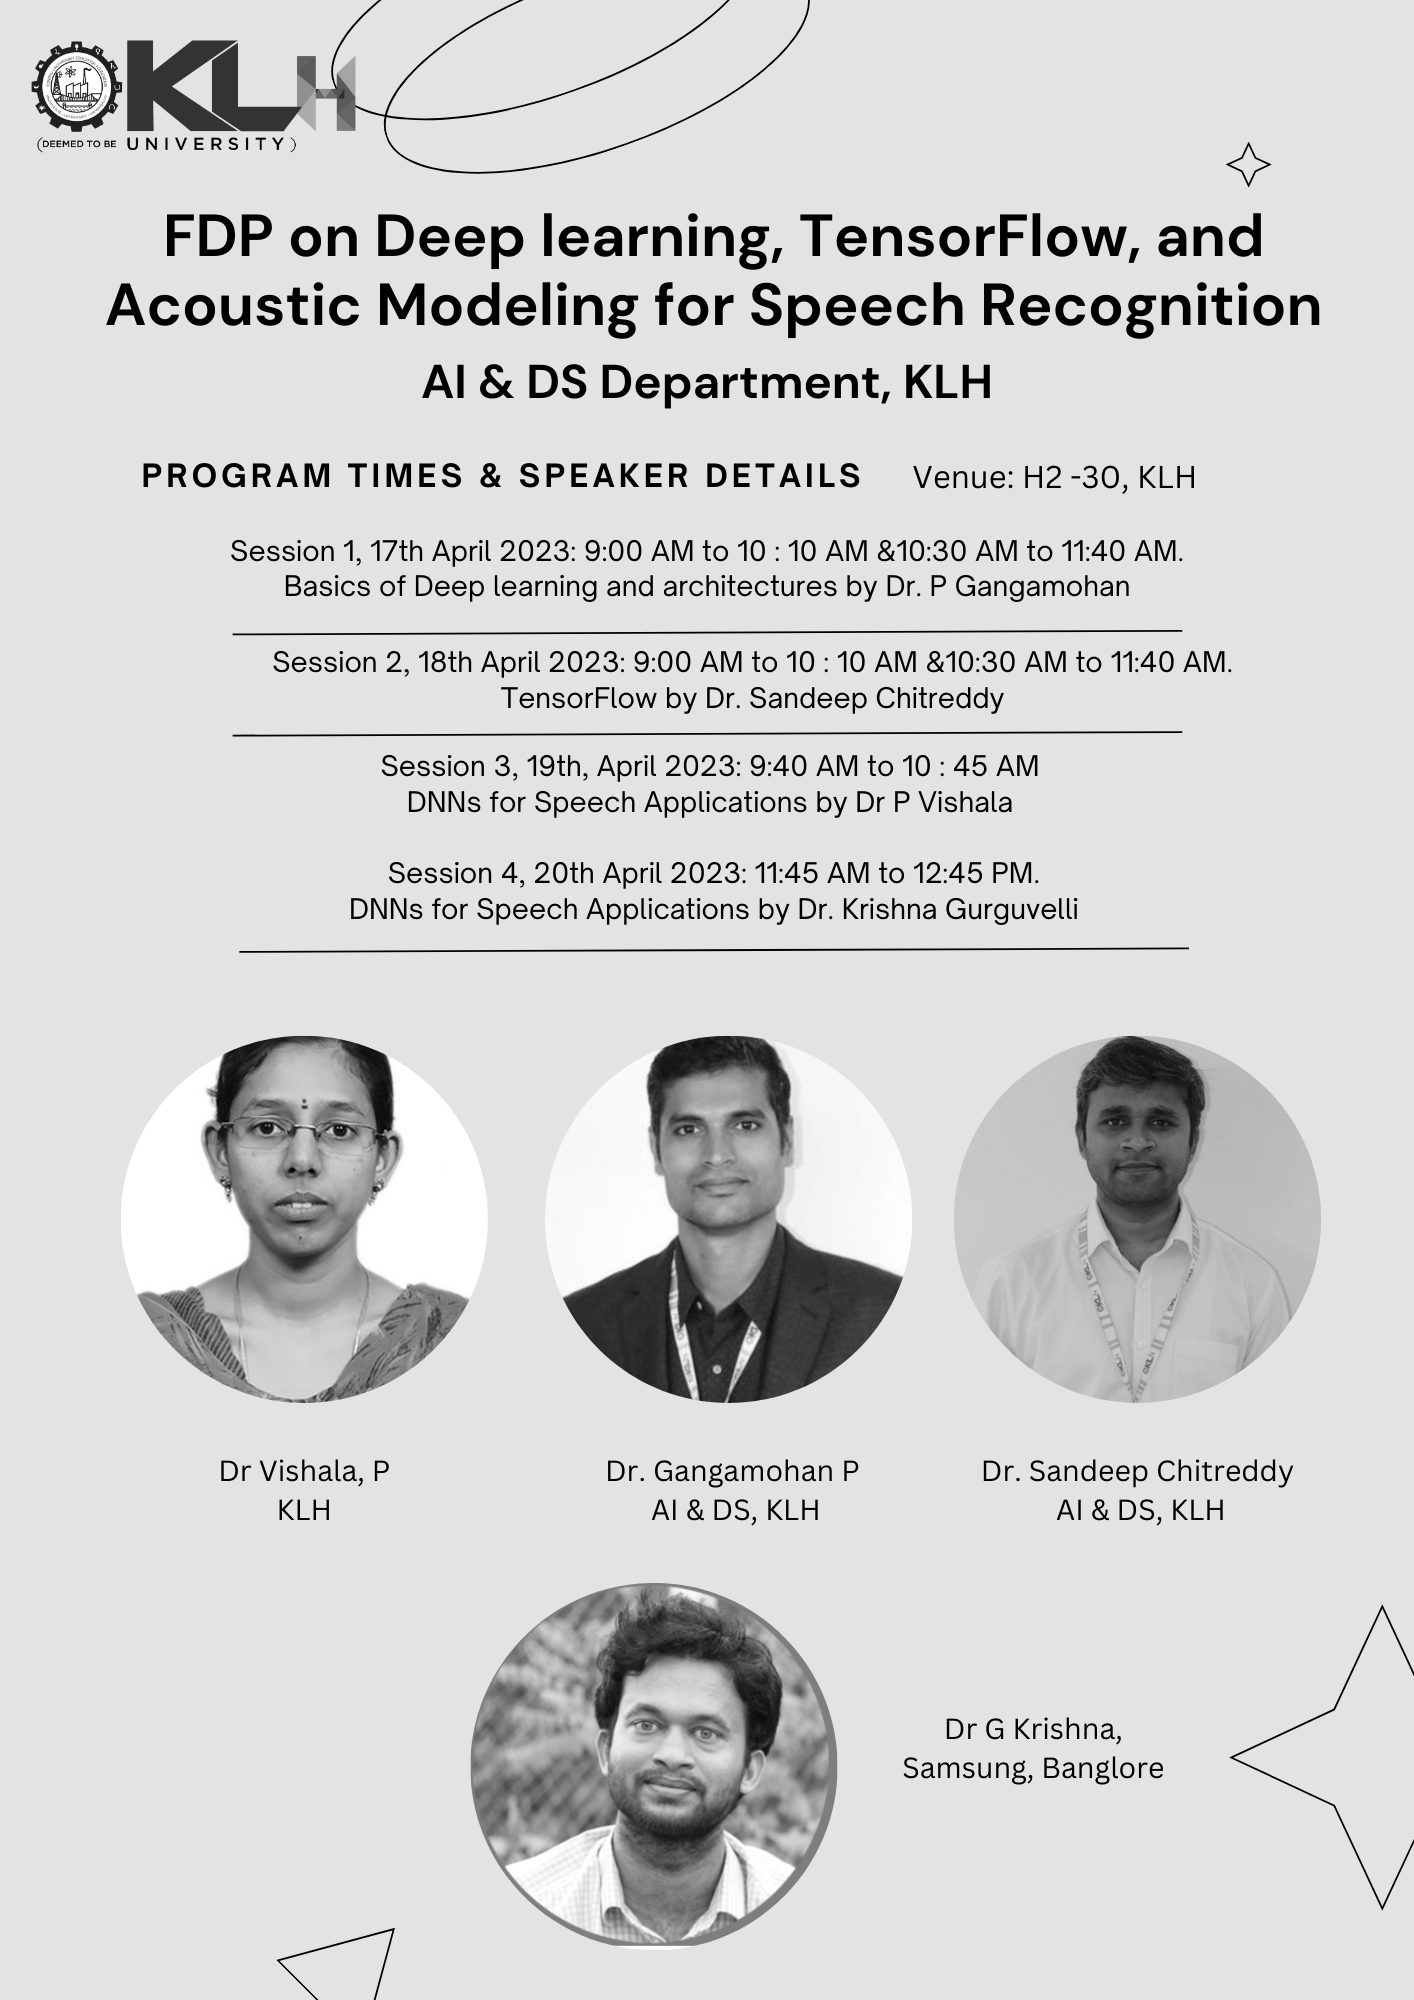 KLH
(DEEMED TO BE UNIVERSITY)
FDP on Deep learning, TensorFlow, and
Acoustic Modeling for Speech Recognition
AI & DS Department, KLH
PROGRAM TIMES & SPEAKER DETAILS
Venue: H2 -30, KLH
Session 1, 17th April 2023: 9:00 AM to 10 : 10 AM &10:30 AM to 11:40 AM.
Basics of Deep learning and architectures by Dr. P Gangamohan
Session 2, 18th April 2023: 9:00 AM to 10 : 10 AM &10:30 AM to 11:40 AM.
TensorFlow by Dr. Sandeep Chitreddy
Session 3, 19th, April 2023: 9:40 AM to 10 : 45 AM
DNNs for Speech Applications by Dr P Vishala
Session 4, 20th April 2023: 11:45 AM to 12:45 PM.
DNNs for Speech Applications by Dr. Krishna Gurguvelli
Dr Vishala, P
KLH
Dr. Gangamohan P
AI & DS, KLH
Dr. Sandeep Chitreddy
AI & DS, KLH
Dr G Krishna,
Samsung, Banglore